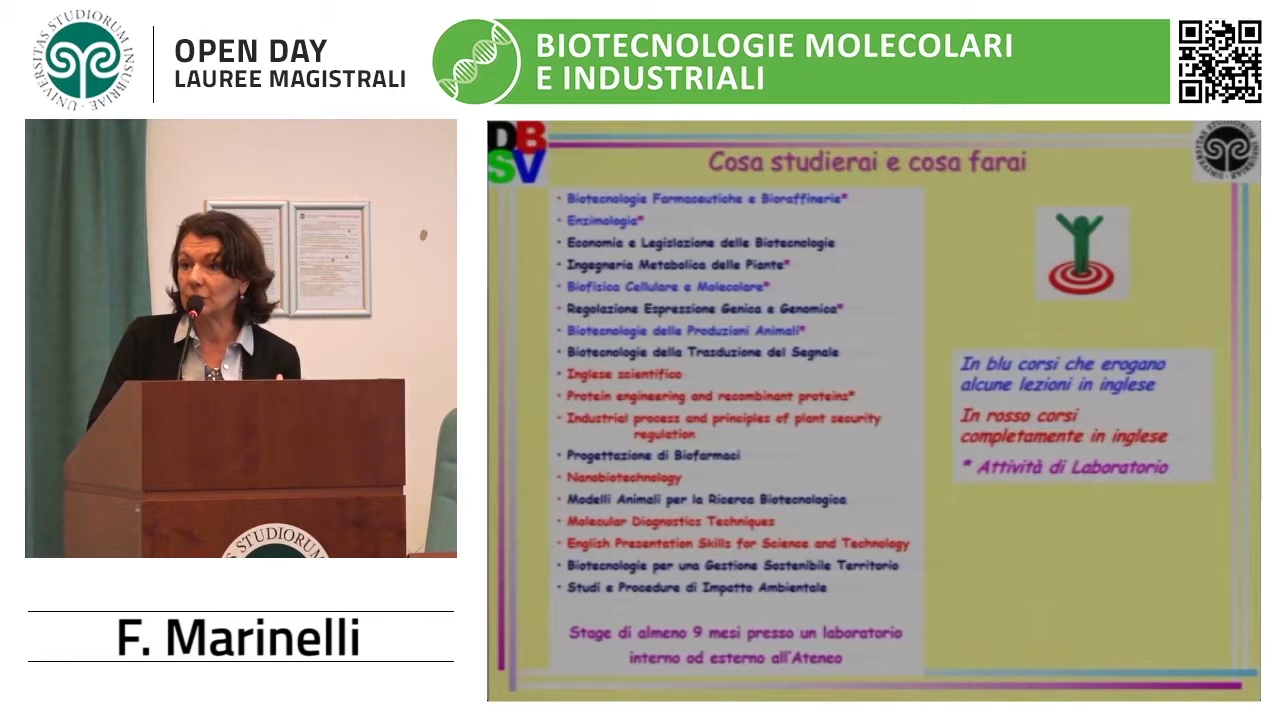 UNIVERSITAS STUDIORUM INSUBRIAE
OPEN DAY
LAUREE MAGISTRALI
BIOTECNOLOGIE MOLECOLARI
E INDUSTRIALI
DB
SV
Cosa studierai e cosa farai
• Biotecnologie Farmaceutiche e Bioraffinerie*
• Enzimologia*
• Economia e Legislazione delle Biotecnologie
• Ingegneria Metabolica delle Piante*
• Biofisica Cellulare e Molecolare*
• Regolazione Espressione Genica e Genomica*
• Biotecnologie delle Produzioni Animali*
• Biotecnologie della Trasduzione del Segnale
• Inglese scientifico
• Protein engineering and recombinant proteins*
• Industrial process and principles of plant security
regulation
• Progettazione di Biofarmaci
• Nanobiotechnology
• Modelli Animali per la Ricerca Biotecnologica
• Molecular Diagnostics Techniques
• English Presentation Skills for Science and Technology
• Biotecnologie per una Gestione Sostenibile Territorio
• Studi e Procedure di Impatto Ambientale
Stage di almeno 9 mesi presso un laboratorio
interno od esterno all'Ateneo
In blu corsi che erogano
alcune lezioni in inglese
In rosso corsi
completamente in inglese
* Attività di Laboratorio
STUDIORUM
F. Marinelli